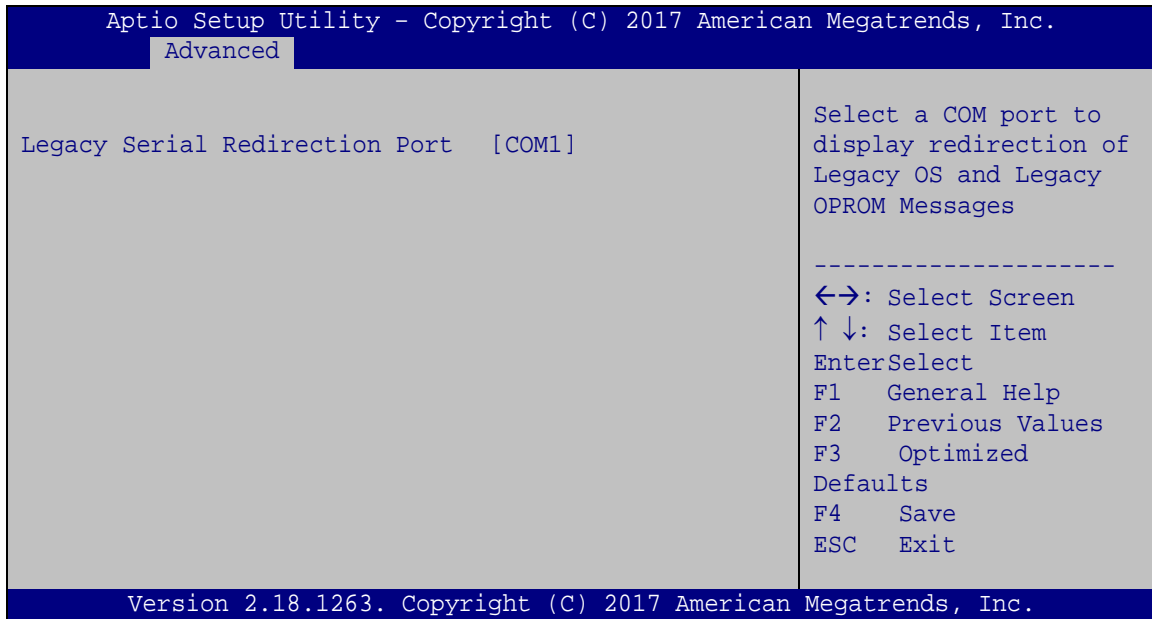 Aptio Setup Utility – Copyright (C) 2017 American Megatrends, Inc.
Advanced
Legacy Serial Redirection Port [COM1]
Select a COM port to
display redirection of
Legacy OS and Legacy
OPROM Messages
---------------------
←→: Select Screen
↑ ↓: Select Item
EnterSelect
F1 General Help
F2 Previous Values
F3 Optimized
Defaults
F4 Save
ESC Exit
Version 2.18.1263. Copyright (C) 2017 American Megatrends, Inc.